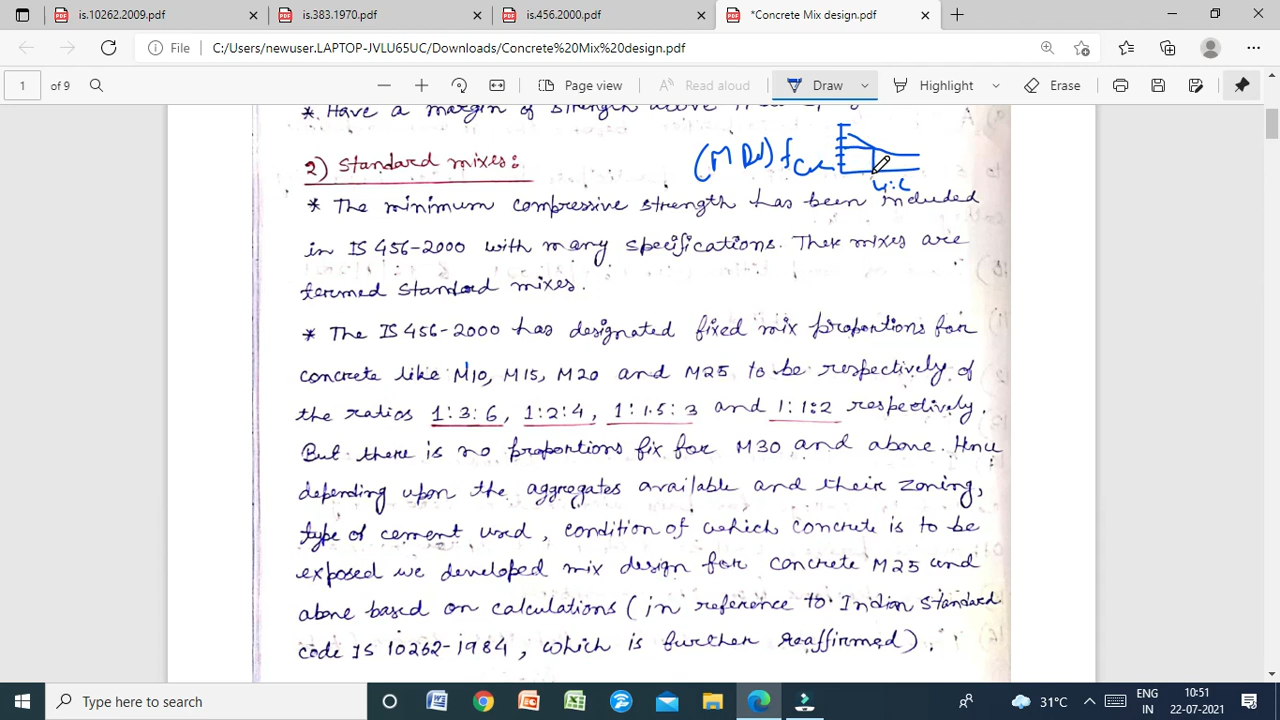 is.10262.2009.pdf
is.383.1970.pdf
is.456.2000.pdf
*Concrete Mix design.pdf
File C:/Users/newuser.LAPTOP-JVLU65UC/Downloads/Concrete%20Mix%20design.pdf
1 of 9 Page view Read aloud Draw Highlight Erase
* Have a margin of strength above
2) Standard mixes:
* The minimum compressive strength has been included
in IS 456-2000 with many specifications. These mixes are
termed standard mixes.
* The IS 456-2000 has designated fixed mix proportions for
concrete like M10, M15, M20 and M25 to be respectively of
the ratios 1:3:6, 1:2:4, 1:1.5:3 and 1:1:2 respectively.
But there is no proportions fix for M30 and above. Hnce
depending upon the aggregates available and their zoning,
type of cement used, condition of which concrete is to be
exposed we developed mix design for concrete M25 and
above based on calculations (in reference to Indian Standard
code IS 10262-1984, which is further reaffirmed).
Type here to search
31°C
ENG
IN
10:51
22-07-2021